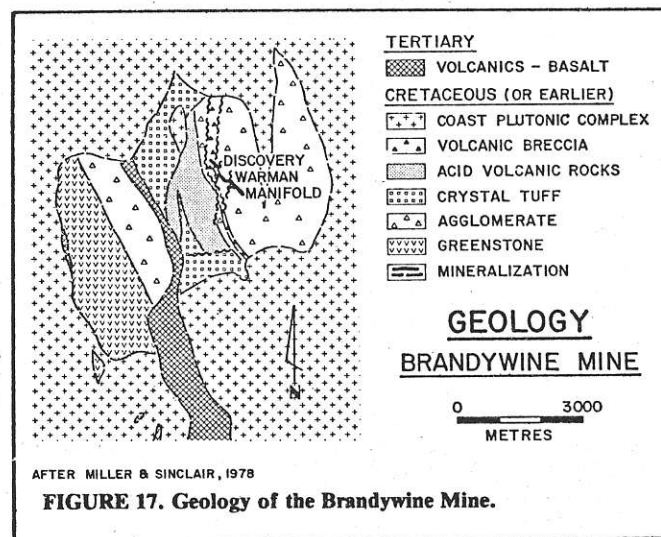 DISCOVERY
WARMAN
MANIFOLD
N
TERTIARY
VOLCANICS - BASALT
CRETACEOUS (OR EARLIER)
COAST PLUTONIC COMPLEX
VOLCANIC BRECCIA
ACID VOLCANIC ROCKS
CRYSTAL TUFF
AGGLOMERATE
GREENSTONE
MINERALIZATION
GEOLOGY
BRANDYWINE MINE
0 3000
METRES
AFTER MILLER & SINCLAIR, 1978
FIGURE 17. Geology of the Brandywine Mine.